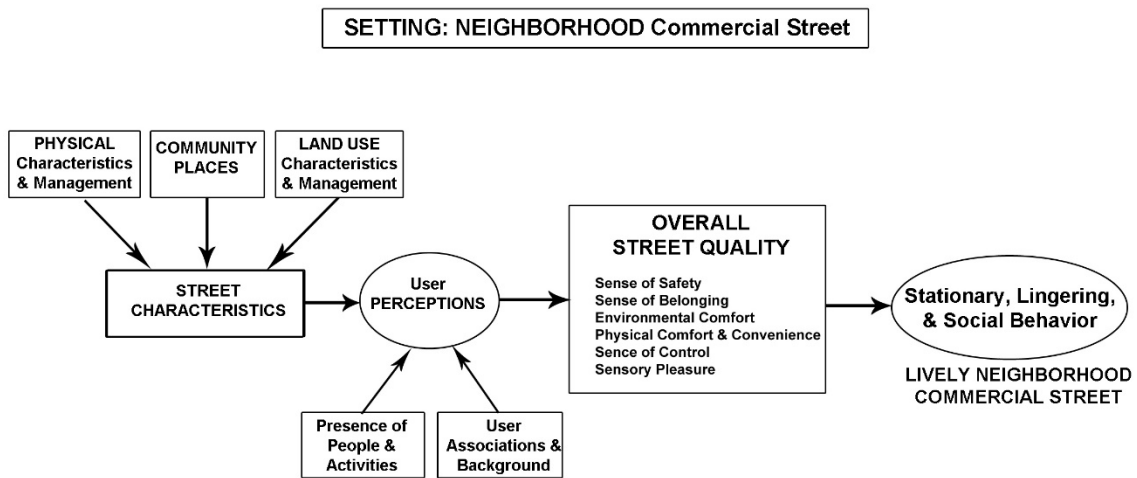 SETTING: NEIGHBORHOOD Commercial Street
PHYSICAL
Characteristics
& Management
COMMUNITY
PLACES
LAND USE
Characteristics
& Management
STREET
CHARACTERISTICS
User
PERCEPTIONS
Presence of
People &
Activities
User
Associations &
Background
OVERALL
STREET QUALITY
Sense of Safety
Sense of Belonging
Environmental Comfort
Physical Comfort & Convenience
Sence of Control
Sensory Pleasure
Stationary, Lingering,
& Social Behavior
LIVELY NEIGHBORHOOD
COMMERCIAL STREET